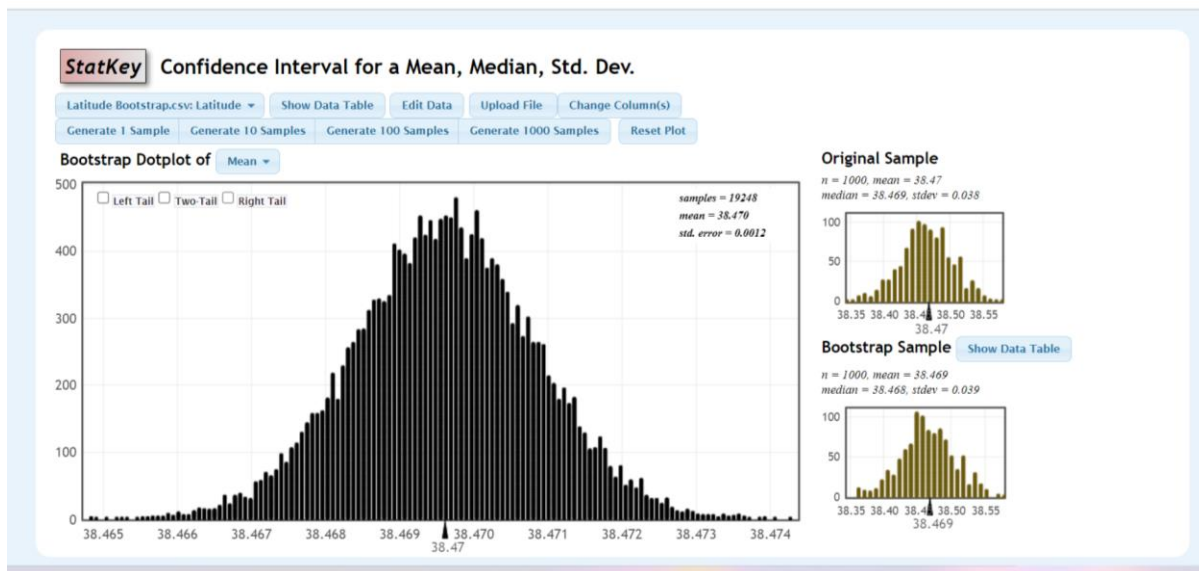 StatKey Confidence Interval for a Mean, Median, Std. Dev.
Latitude Bootstrap.csv: Latitude Show Data Table Edit Data Upload File Change Column(s)
Generate 1 Sample Generate 10 Samples Generate 100 Samples Generate 1000 Samples Reset Plot
Bootstrap Dotplot of Mean
Left Tail Two-Tail Right Tail
samples = 19248
mean = 38.470
std. error = 0.0012
500
400
300
200
100
0
38.465 38.466 38.467 38.468 38.469 38.470 38.471 38.472 38.473 38.474
38.47
Original Sample
n = 1000, mean = 38.47
median = 38.469, stdev = 0.038
100
50
0
38.35 38.40 38.50 38.55
38.47
Bootstrap Sample Show Data Table
n = 1000, mean = 38.469
median = 38.468, stdev = 0.039
100
50
0
38.35 38.40 38.50 38.55
38.469